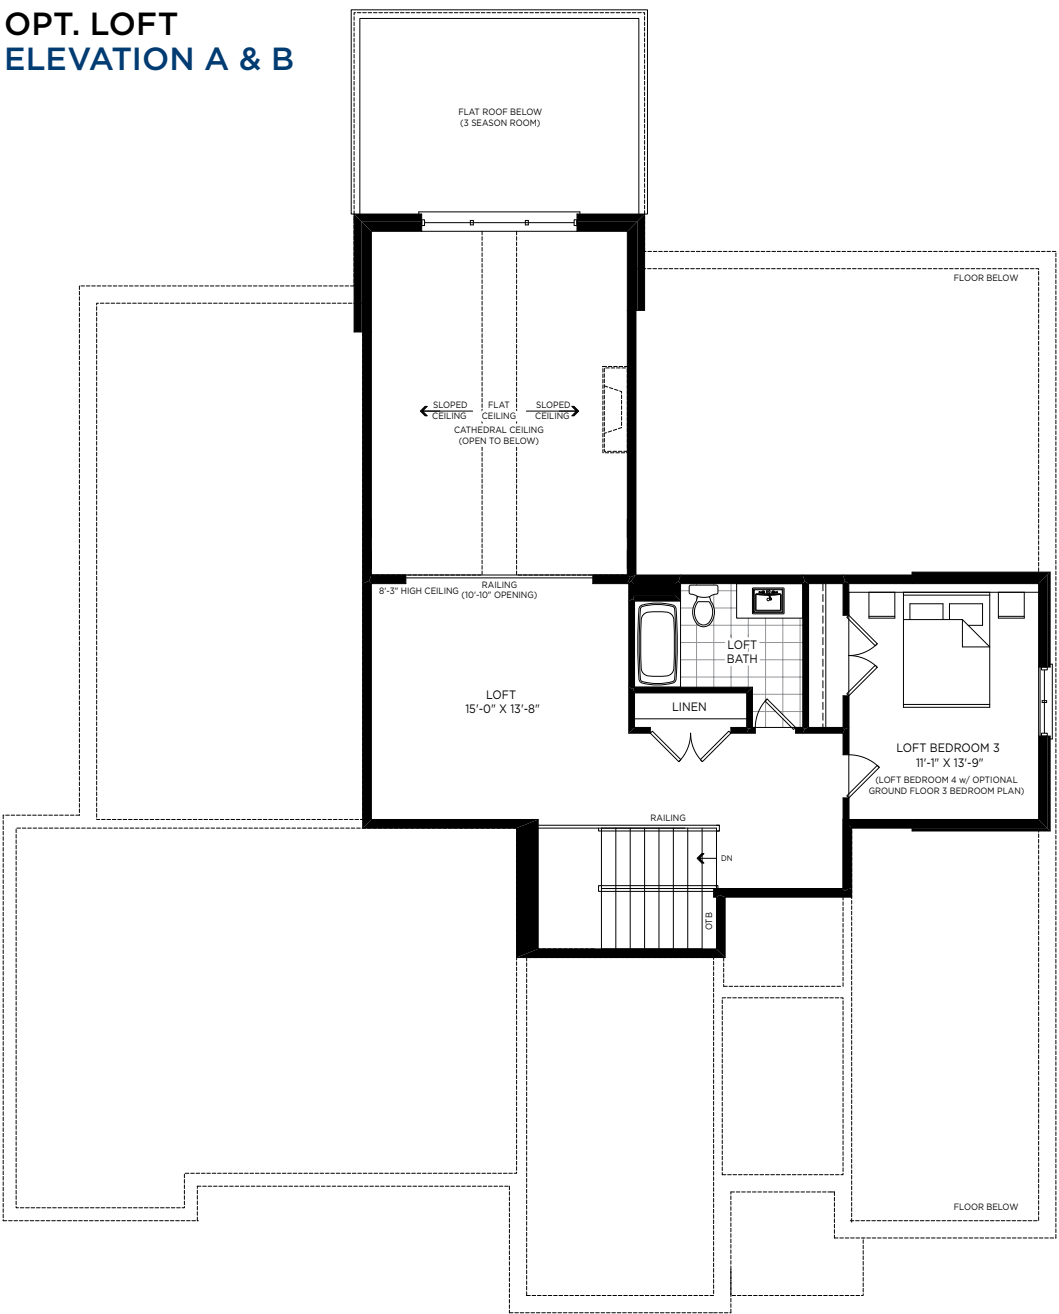 OPT. LOFT
ELEVATION A & B
FLAT ROOF BELOW
(3 SEASON ROOM)
FLOOR BELOW
SLOPED
CEILING
FLAT
CEILING
SLOPED
CEILING
CATHEDRAL CEILING
(OPEN TO BELOW)
8'-3" HIGH CEILING
RAILING
(10'-10" OPENING)
LOFT
BATH
LOFT
15'-0" X 13'-8"
LINEN
LOFT BEDROOM 3
11'-1" X 13'-9"
(LOFT BEDROOM 4 w/ OPTIONAL
GROUND FLOOR 3 BEDROOM PLAN)
RAILING
DN
OTB
FLOOR BELOW